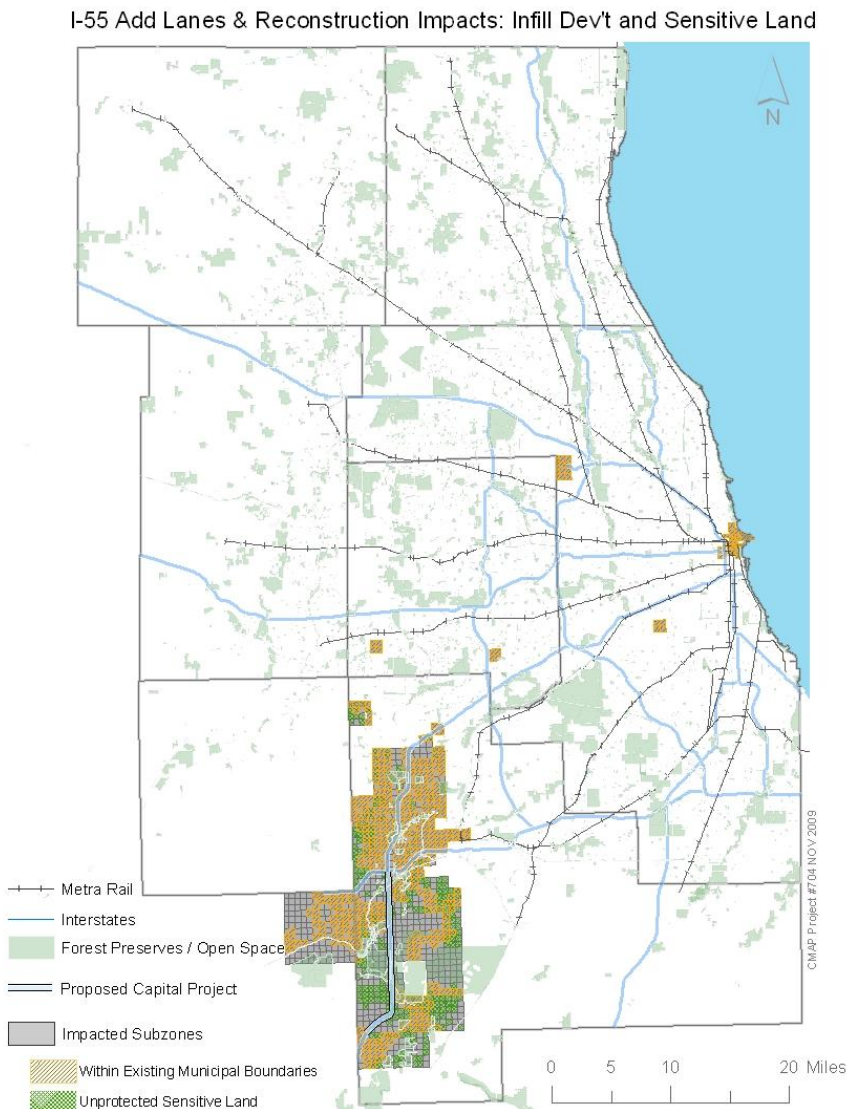 I-55 Add Lanes & Reconstruction Impacts: Infill Dev't and Sensitive Land
N
Metra Rail
Interstates
Forest Preserves / Open Space
Proposed Capital Project
Impacted Subzones
Within Existing Municipal Boundaries
Unprotected Sensitive Land
0 5 10 20 Miles
CMAP Project #704 NOV 2009